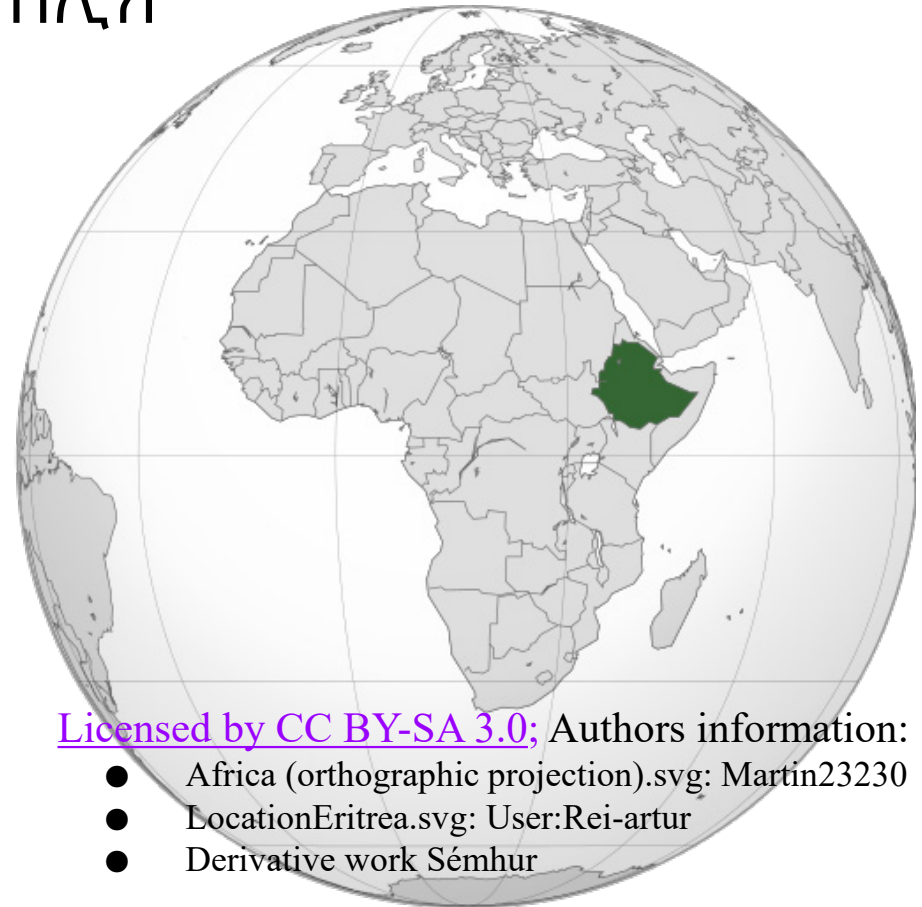 Licensed by CC BY-SA 3.0; Authors information:
● Africa (orthographic projection).svg: Martin23230
● LocationEritrea.svg: User:Rei-artur
● Derivative work Sémhur